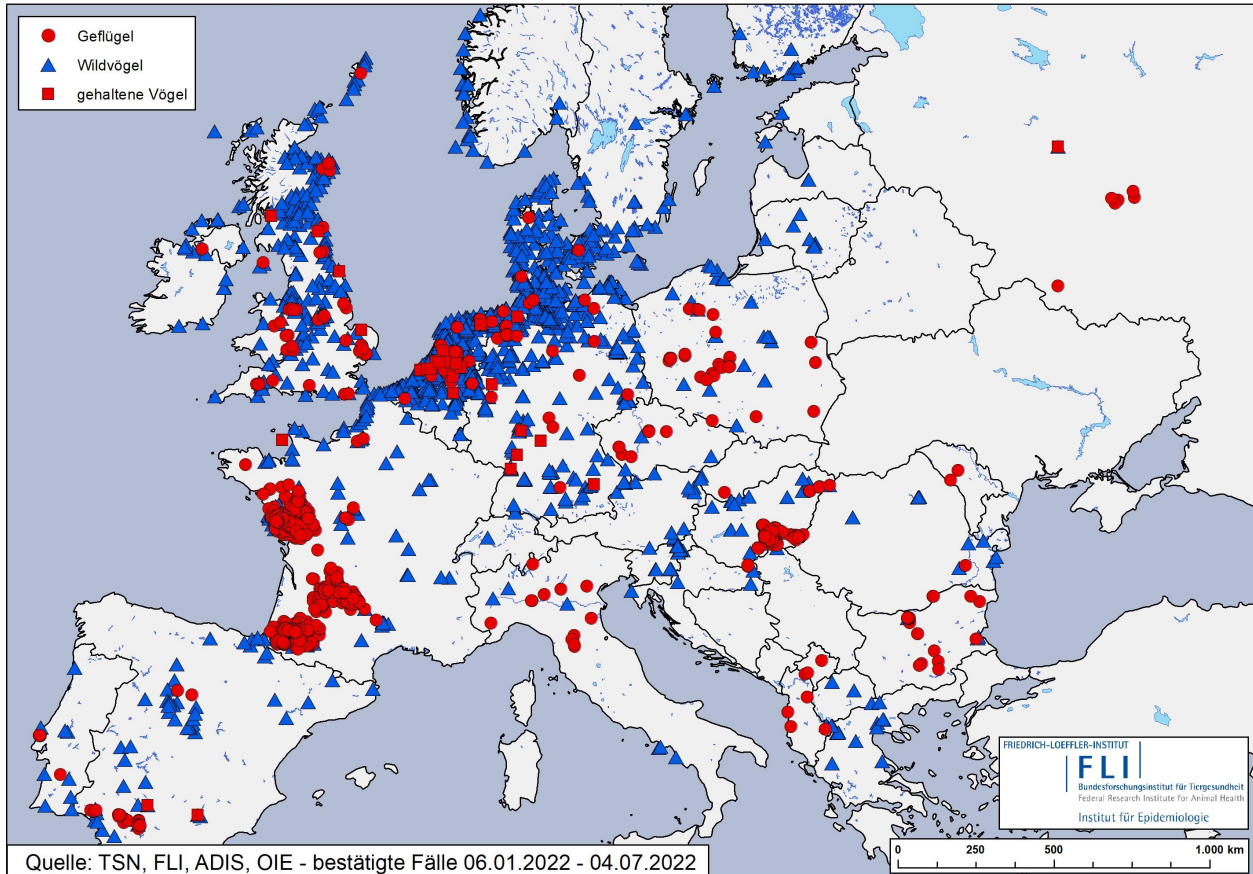 Geflügel
Wildvögel
gehaltene Vögel
FRIEDRICH-LOEFFLER-INSTITUT
FLI
Bundesforschungsinstitut für Tiergesundheit
Federal Research Institute for Animal Health
Institut für Epidemiologie
Quelle: TSN, FLI, ADIS, OIE - bestätigte Fälle 06.01.2022 - 04.07.2022
0 250 500 1.000 km